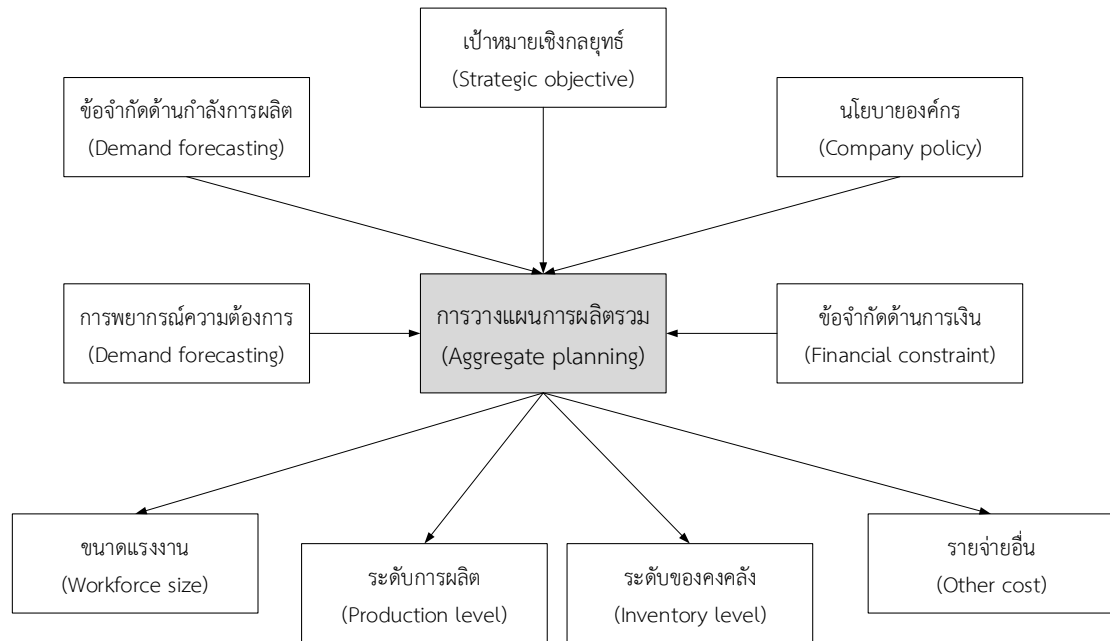 เป้าหมายเชิงกลยุทธ์
(Strategic objective)
ข้อจำกัดด้านกำลังการผลิต
(Demand forecasting)
นโยบายองค์กร
(Company policy)
การพยากรณ์ความต้องการ
(Demand forecasting)
การวางแผนการผลิตรวม
(Aggregate planning)
ข้อจำกัดด้านการเงิน
(Financial constraint)
ขนาดแรงงาน
(Workforce size)
ระดับการผลิต
(Production level)
ระดับของคงคลัง
(Inventory level)
รายจ่ายอื่น
(Other cost)